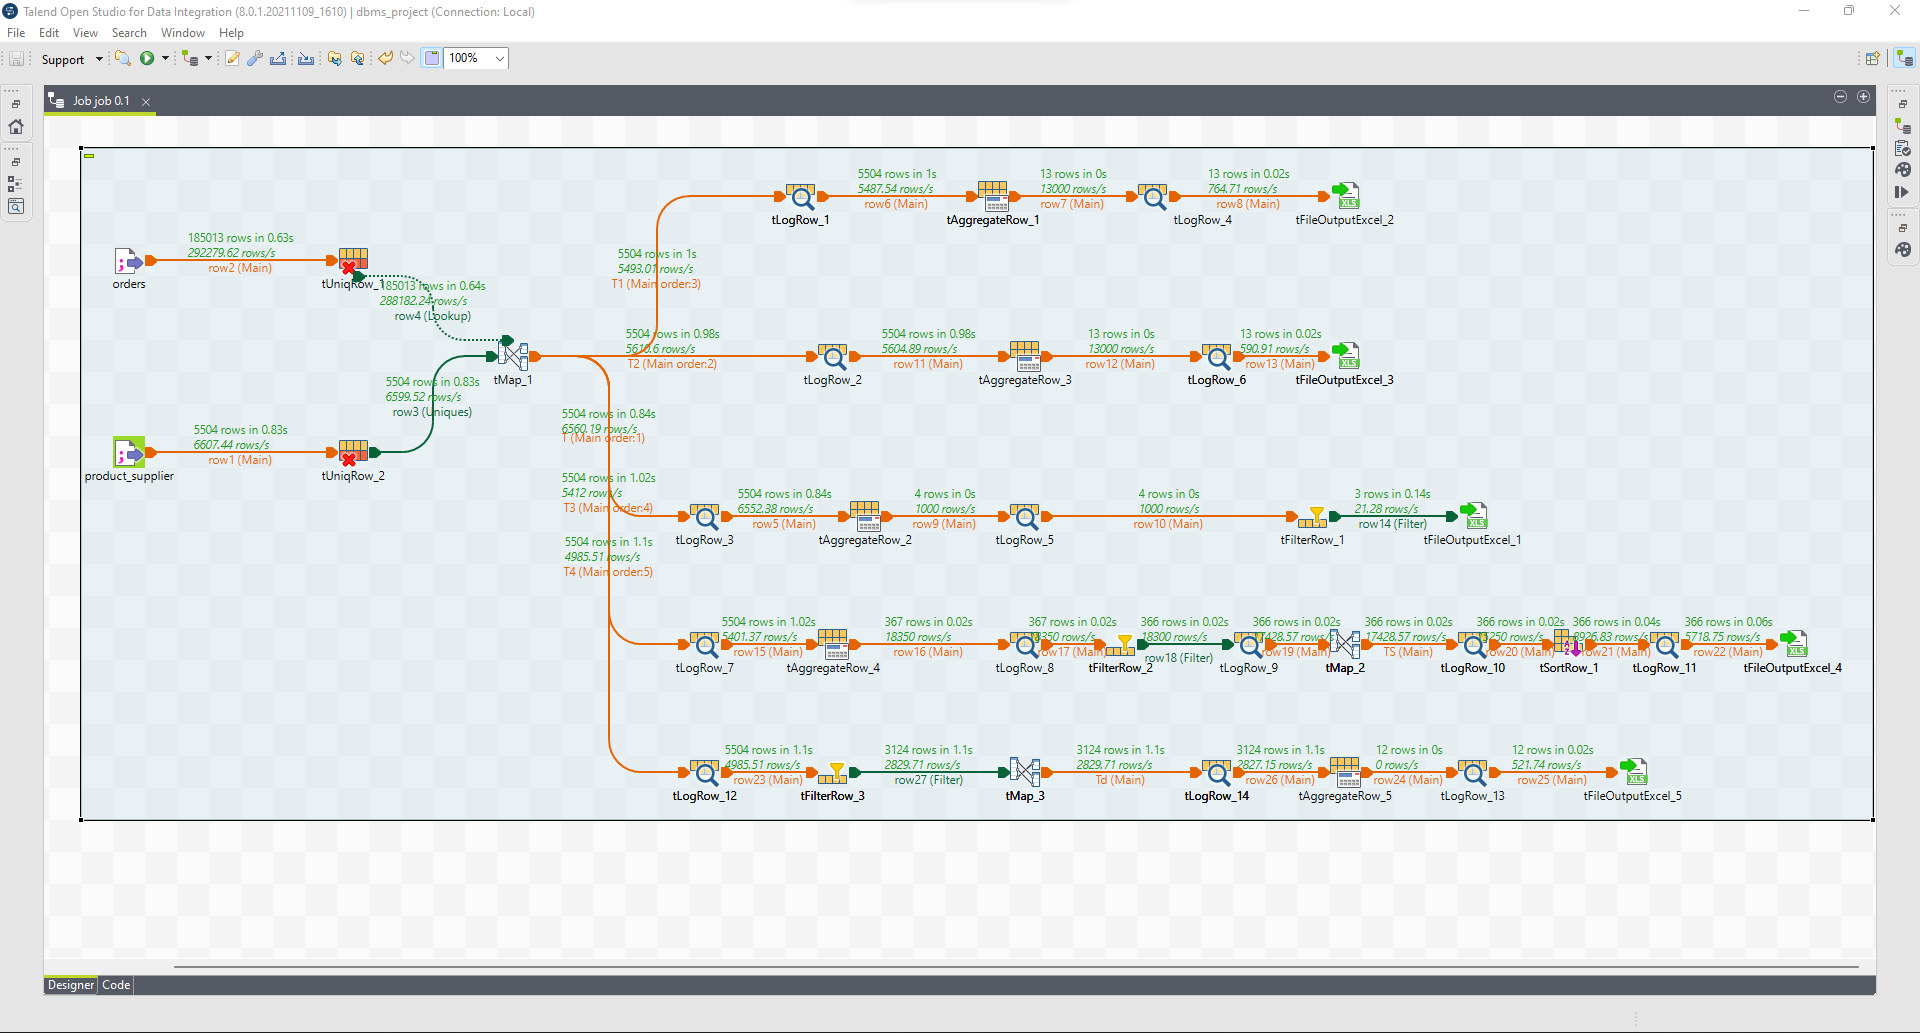 Talend Open Studio for Data Integration (8.0.1.20211109_1610) | dbms_project (Connection: Local)
File Edit View Search Window Help
Support 100%
Job job 0.1
5504 rows in 1s
5487.54 rows/s
row6 (Main)
13 rows in 0s
13000 rows/s
row7 (Main)
13 rows in 0.02s
764.71 rows/s
row8 (Main)
tLogRow_1
tAggregateRow_1
tLogRow_4
tFileOutputExcel_2
185013 rows in 0.63s
292279.62 rows/s
row2 (Main)
orders
tUniqRow_1
185013 rows in 0.64s
288182.24 rows/s
row4 (Lookup)
5504 rows in 1s
5493.01 rows/s
T1 (Main order:3)
5504 rows in 0.98s
5610.6 rows/s
T2 (Main order:2)
5504 rows in 0.98s
5604.89 rows/s
row11 (Main)
13 rows in 0s
13000 rows/s
row12 (Main)
13 rows in 0.02s
590.91 rows/s
row13 (Main)
tMap_1
tLogRow_2
tAggregateRow_3
tLogRow_6
tFileOutputExcel_3
5504 rows in 0.83s
6599.52 rows/s
row3 (Uniques)
5504 rows in 0.84s
6560.19 rows/s
T (Main order:1)
5504 rows in 0.83s
6607.44 rows/s
row1 (Main)
product_supplier
tUniqRow_2
5504 rows in 1.02s
5412 rows/s
T3 (Main order:4)
5504 rows in 0.84s
6552.38 rows/s
row5 (Main)
4 rows in 0s
1000 rows/s
row9 (Main)
4 rows in 0s
1000 rows/s
row10 (Main)
3 rows in 0.14s
21.28 rows/s
row14 (Filter)
tLogRow_3
tAggregateRow_2
tLogRow_5
tFilterRow_1
tFileOutputExcel_1
5504 rows in 1.1s
4985.51 rows/s
T4 (Main order:5)
5504 rows in 1.02s
5401.37 rows/s
row15 (Main)
367 rows in 0.02s
18350 rows/s
row16 (Main)
367 rows in 0.02s
18350 rows/s
row17 (Main)
366 rows in 0.02s
18300 rows/s
row18 (Filter)
366 rows in 0.02s
17428.57 rows/s
row19 (Main)
366 rows in 0.02s
17428.57 rows/s
TS (Main)
366 rows in 0.02s
rows/s
row20 (Main)
366 rows in 0.04s
8926.83 rows/s
row21 (Main)
366 rows in 0.06s
5718.75 rows/s
row22 (Main)
tLogRow_7
tAggregateRow_4
tLogRow_8
tFilterRow_2
tLogRow_9
tMap_2
tLogRow_10
tSortRow_1
tLogRow_11
tFileOutputExcel_4
5504 rows in 1.1s
4985.51 rows/s
row23 (Main)
3124 rows in 1.1s
2829.71 rows/s
row27 (Filter)
3124 rows in 1.1s
2829.71 rows/s
Td (Main)
3124 rows in 1.1s
2827.15 rows/s
row26 (Main)
12 rows in 0s
0 rows/s
row24 (Main)
12 rows in 0.02s
521.74 rows/s
row25 (Main)
tLogRow_12
tFilterRow_3
tMap_3
tLogRow_14
tAggregateRow_5
tLogRow_13
tFileOutputExcel_5
Designer Code